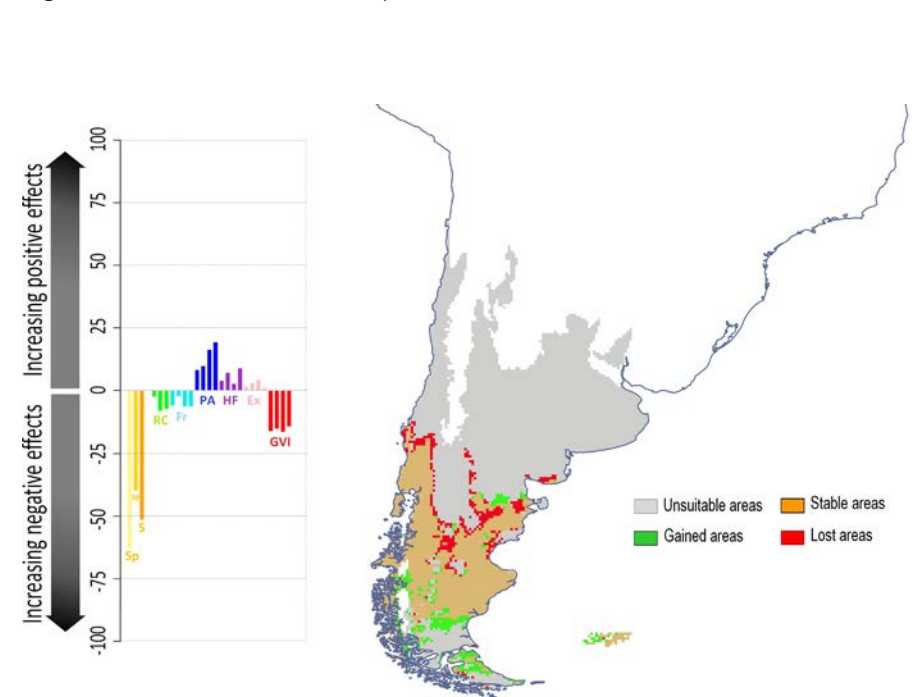 Increasing positive effects
Increasing negative effects
100
75
50
25
0
-25
-50
-75
-100
RC
Fr
PA
HF
Ex
GVI
S
Sp
Unsuitable areas
Stable areas
Gained areas
Lost areas